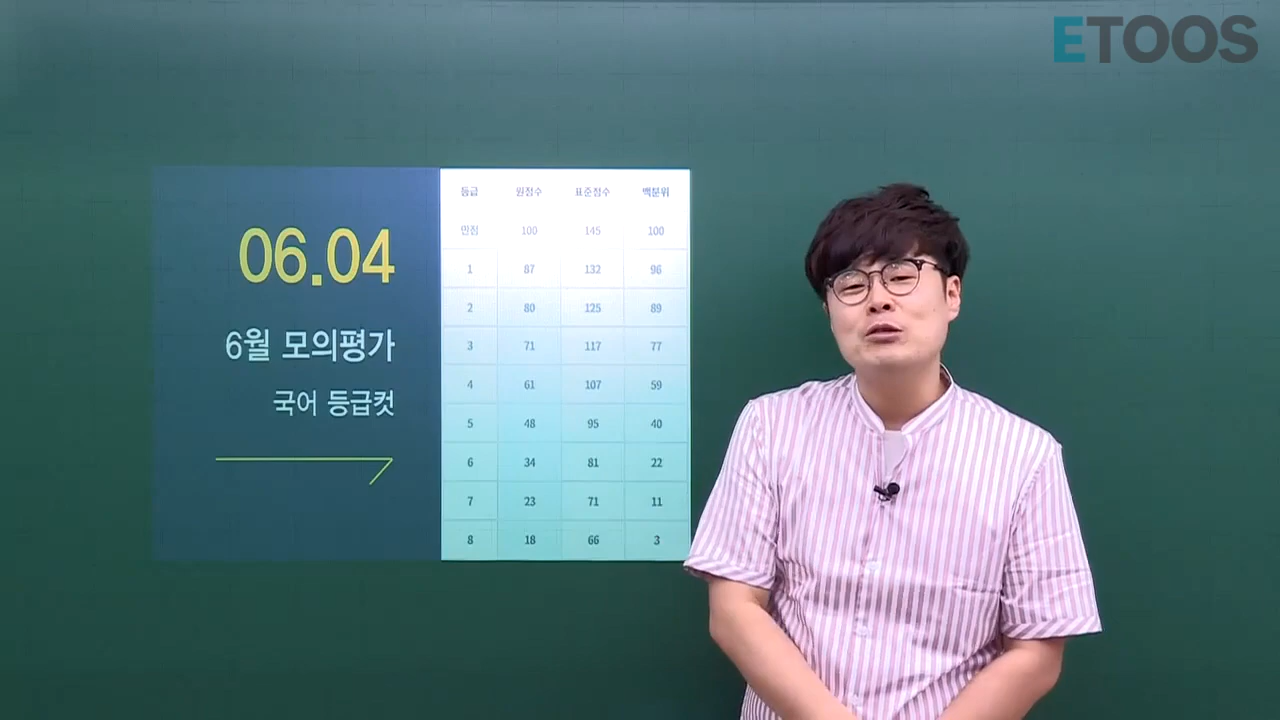 ETOOS
06.04
6월 모의평가
국어 등급컷
등급 원점수 표준점수 백분위
만점 100 145 100
1 87 132 96
2 80 125 89
3 71 117 77
4 61 107 59
5 48 95 40
6 34 81 22
7 23 71 11
8 18 66 3